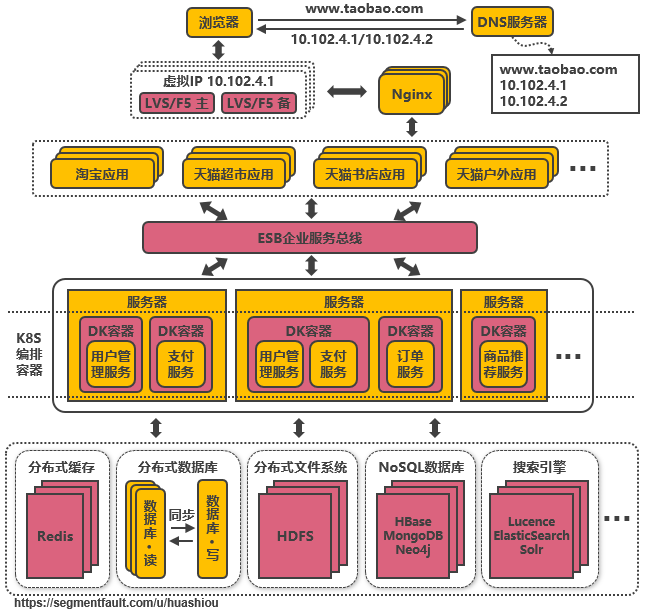 浏览器
www.taobao.com
10.102.4.1/10.102.4.2
DNS服务器
www.taobao.com
10.102.4.1
10.102.4.2
虚拟IP 10.102.4.1
LVS/F5 主
LVS/F5 备
Nginx
淘宝应用
天猫超市应用
天猫书店应用
天猫户外应用
...
ESB企业服务总线
K8S
编排
容器
服务器
DK容器
用户管
理服务
DK容器
支付
服务
服务器
DK容器
用户管
理服务
支付
服务
DK容器
订单
服务
服务器
DK容器
商品推
荐服务
...
分布式缓存
Redis
分布式数据库
数据库·读
同步
数据库·写
分布式文件系统
HDFS
NoSQL数据库
HBase
MongoDB
Neo4j
搜索引擎
Lucence
ElasticSearch
Solr
...
https://segmentfault.com/u/huashiou